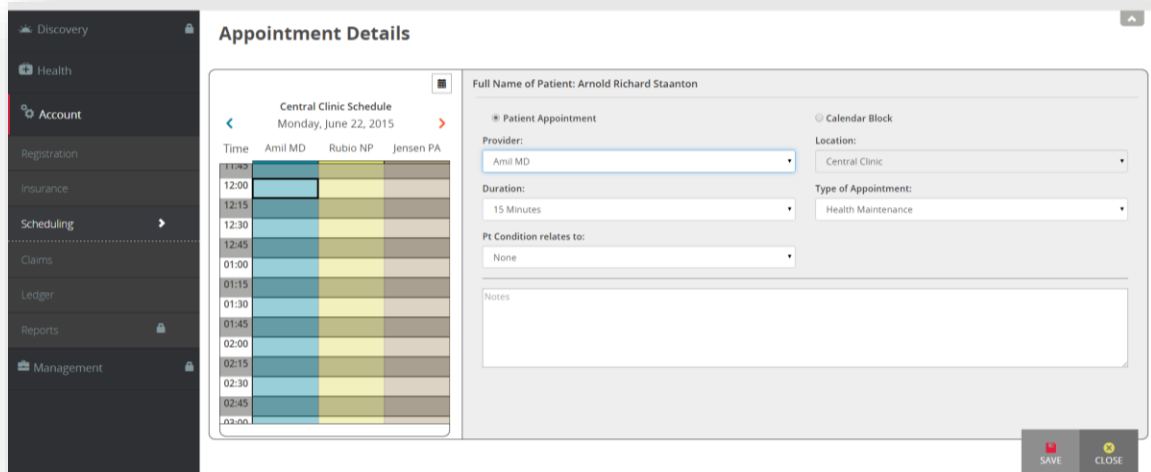 Discovery
Health
Account
Registration
Insurance
Scheduling
Claims
Ledger
Reports
Management
Appointment Details
Central Clinic Schedule
Monday, June 22, 2015
Time Amil MD Rubio NP Jensen PA
11:45
12:00
12:15
12:30
12:45
01:00
01:15
01:30
01:45
02:00
02:15
02:30
02:45
03:00
Full Name of Patient: Arnold Richard Staanton
Patient Appointment Calendar Block
Provider: Location:
Amil MD Central Clinic
Duration: Type of Appointment:
15 Minutes Health Maintenance
Pt Condition relates to:
None
Notes
SAVE CLOSE